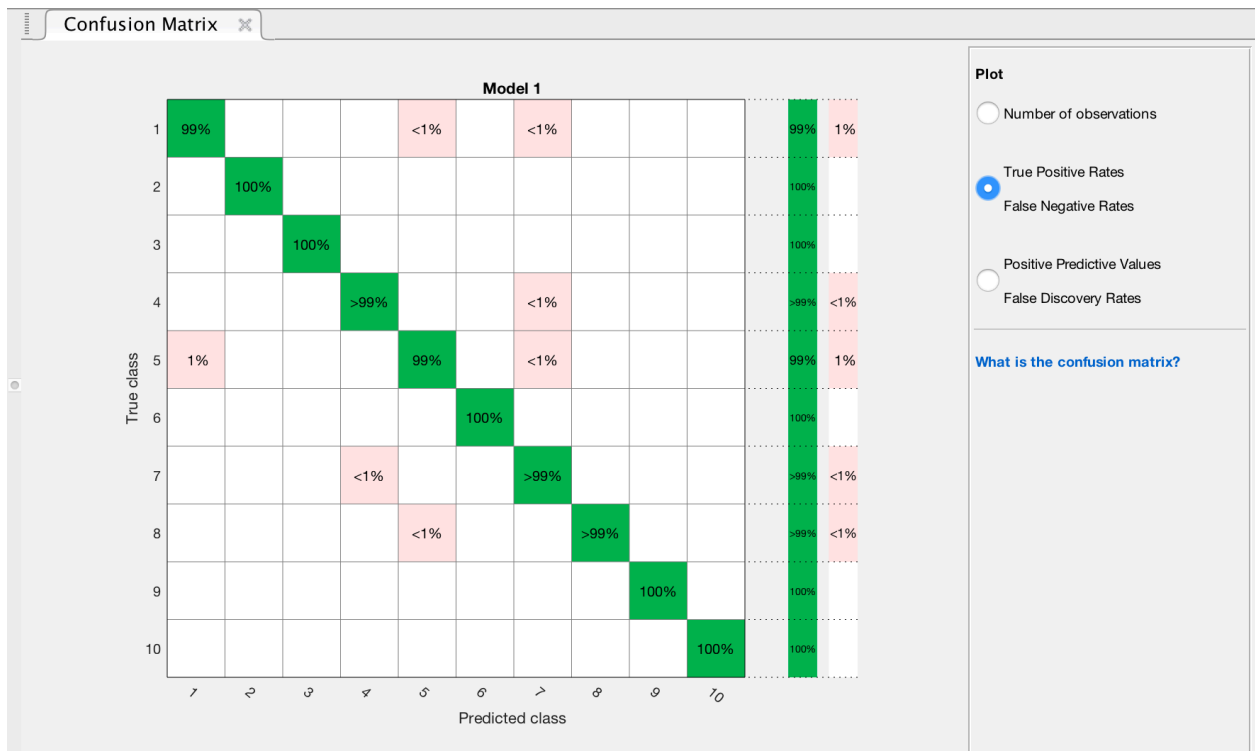 Confusion Matrix
Model 1
1 99% <1% <1% 99% 1%
2 100% 100%
3 100% 100%
4 >99% <1% >99% <1%
5 1% 99% <1% 99% 1%
6 100% 100%
7 <1% >99% >99% <1%
8 <1% >99% >99% <1%
9 100% 100%
10 100% 100%
1 2 3 4 5 6 7 8 9 10
True class
Predicted class
Plot
Number of observations
True Positive Rates
False Negative Rates
Positive Predictive Values
False Discovery Rates
What is the confusion matrix?